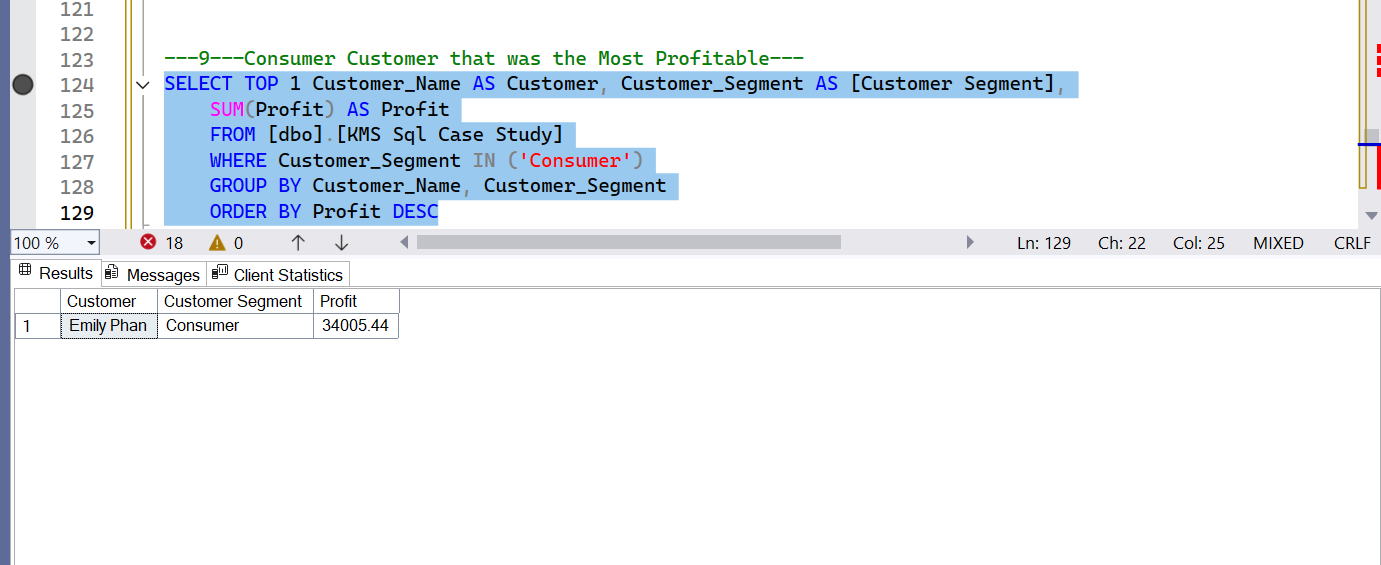 121
122
123 ---9---Consumer Customer that was the Most Profitable---
124 SELECT TOP 1 Customer_Name AS Customer, Customer_Segment AS [Customer Segment],
125 SUM(Profit) AS Profit
126 FROM [dbo].[KMS Sql Case Study]
127 WHERE Customer_Segment IN ('Consumer')
128 GROUP BY Customer_Name, Customer_Segment
129 ORDER BY Profit DESC
100 % 18 0 Ln: 129 Ch: 22 Col: 25 MIXED CRLF
Results Messages Client Statistics
Customer Customer Segment Profit
1 Emily Phan Consumer 34005.44